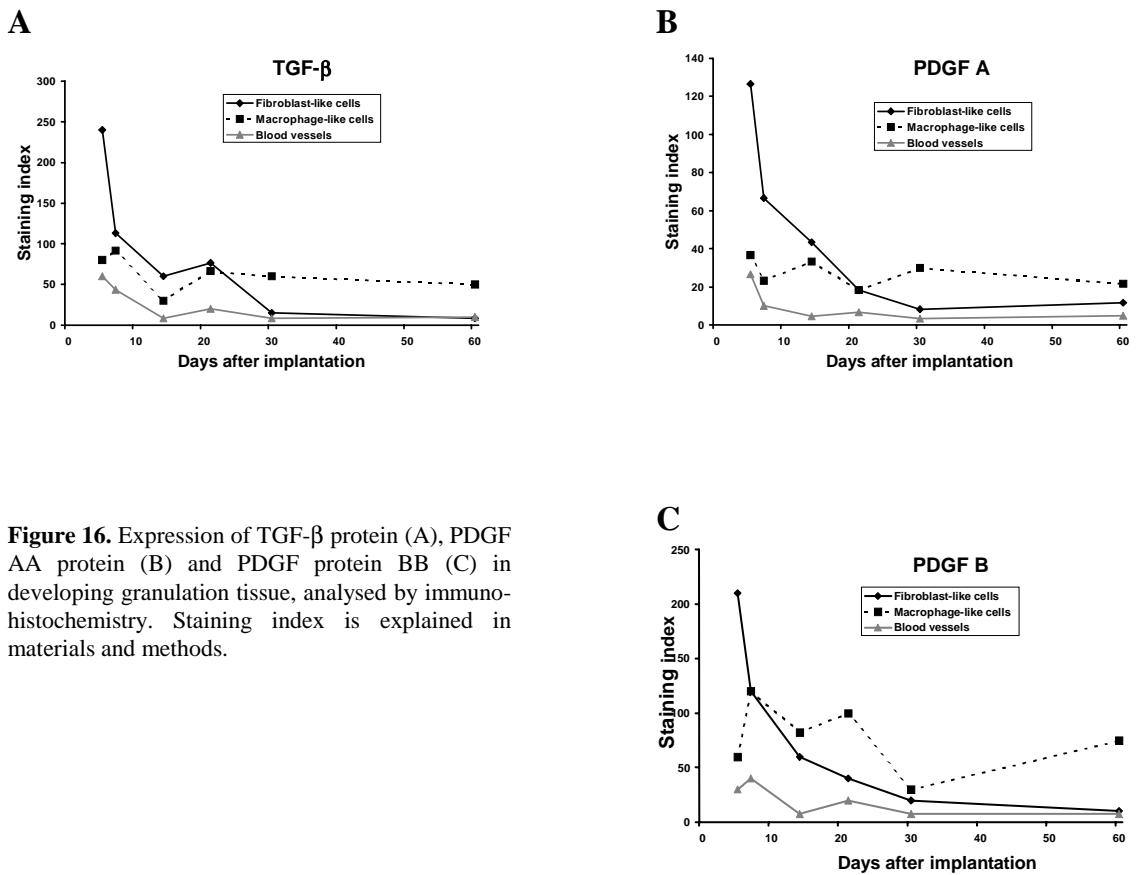 A
TGF-β
300
250
200
150
100
50
0
Staining index
Fibroblast-like cells
Macrophage-like cells
Blood vessels
0 10 20 30 40 50 60
Days after implantation
B
PDGF A
140
120
100
80
60
40
20
0
Staining index
Fibroblast-like cells
Macrophage-like cells
Blood vessels
0 10 20 30 40 50 60
Days after implantation
Figure 16. Expression of TGF-β protein (A), PDGF
AA protein (B) and PDGF protein BB (C) in
developing granulation tissue, analysed by immuno-
histochemistry. Staining index is explained in
materials and methods.
C
PDGF B
250
200
150
100
50
0
Staining index
Fibroblast-like cells
Macrophage-like cells
Blood vessels
0 10 20 30 40 50 60
Days after implantation